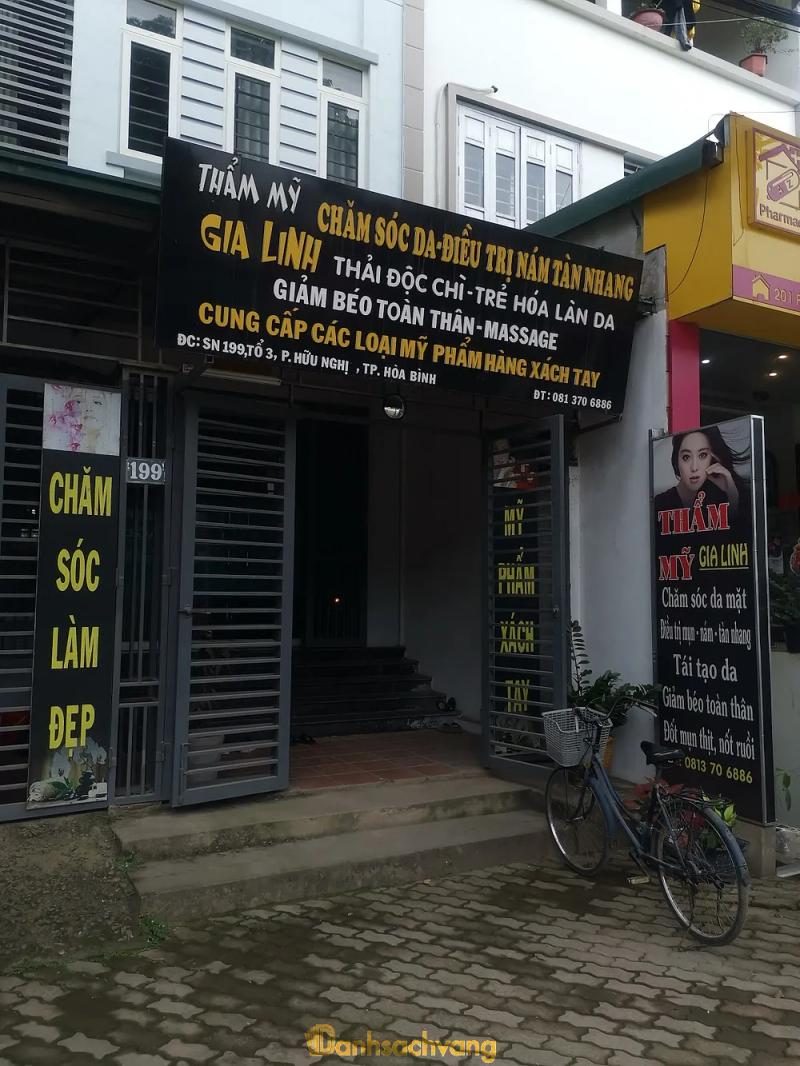 THẨM MỸ
GIA LINH
CHĂM SÓC DA-ĐIỀU TRỊ NÁM TÀN NHANG
THẢI ĐỘC CHÌ-TRẺ HÓA LÀN DA
GIẢM BÉO TOÀN THÂN-MASSAGE
CUNG CẤP CÁC LOẠI MỸ PHẨM HÀNG XÁCH TAY
ĐC: SN 199,TỔ 3, P. HỮU NGHỊ , TP. HÒA BÌNH
ĐT: 081 370 6886
199
CHĂM
SÓC
LÀM
ĐẸP
MỸ
PHẨM
XÁCH
TAY
THẨM
MỸ GIA LINH
Chăm sóc da mặt
Điều trị mụn - nám - tàn nhang
Tái tạo da
Giảm béo toàn thân
Đốt mụn thịt, nốt ruồi
: 0813 70 6886
201
Danhsachvang